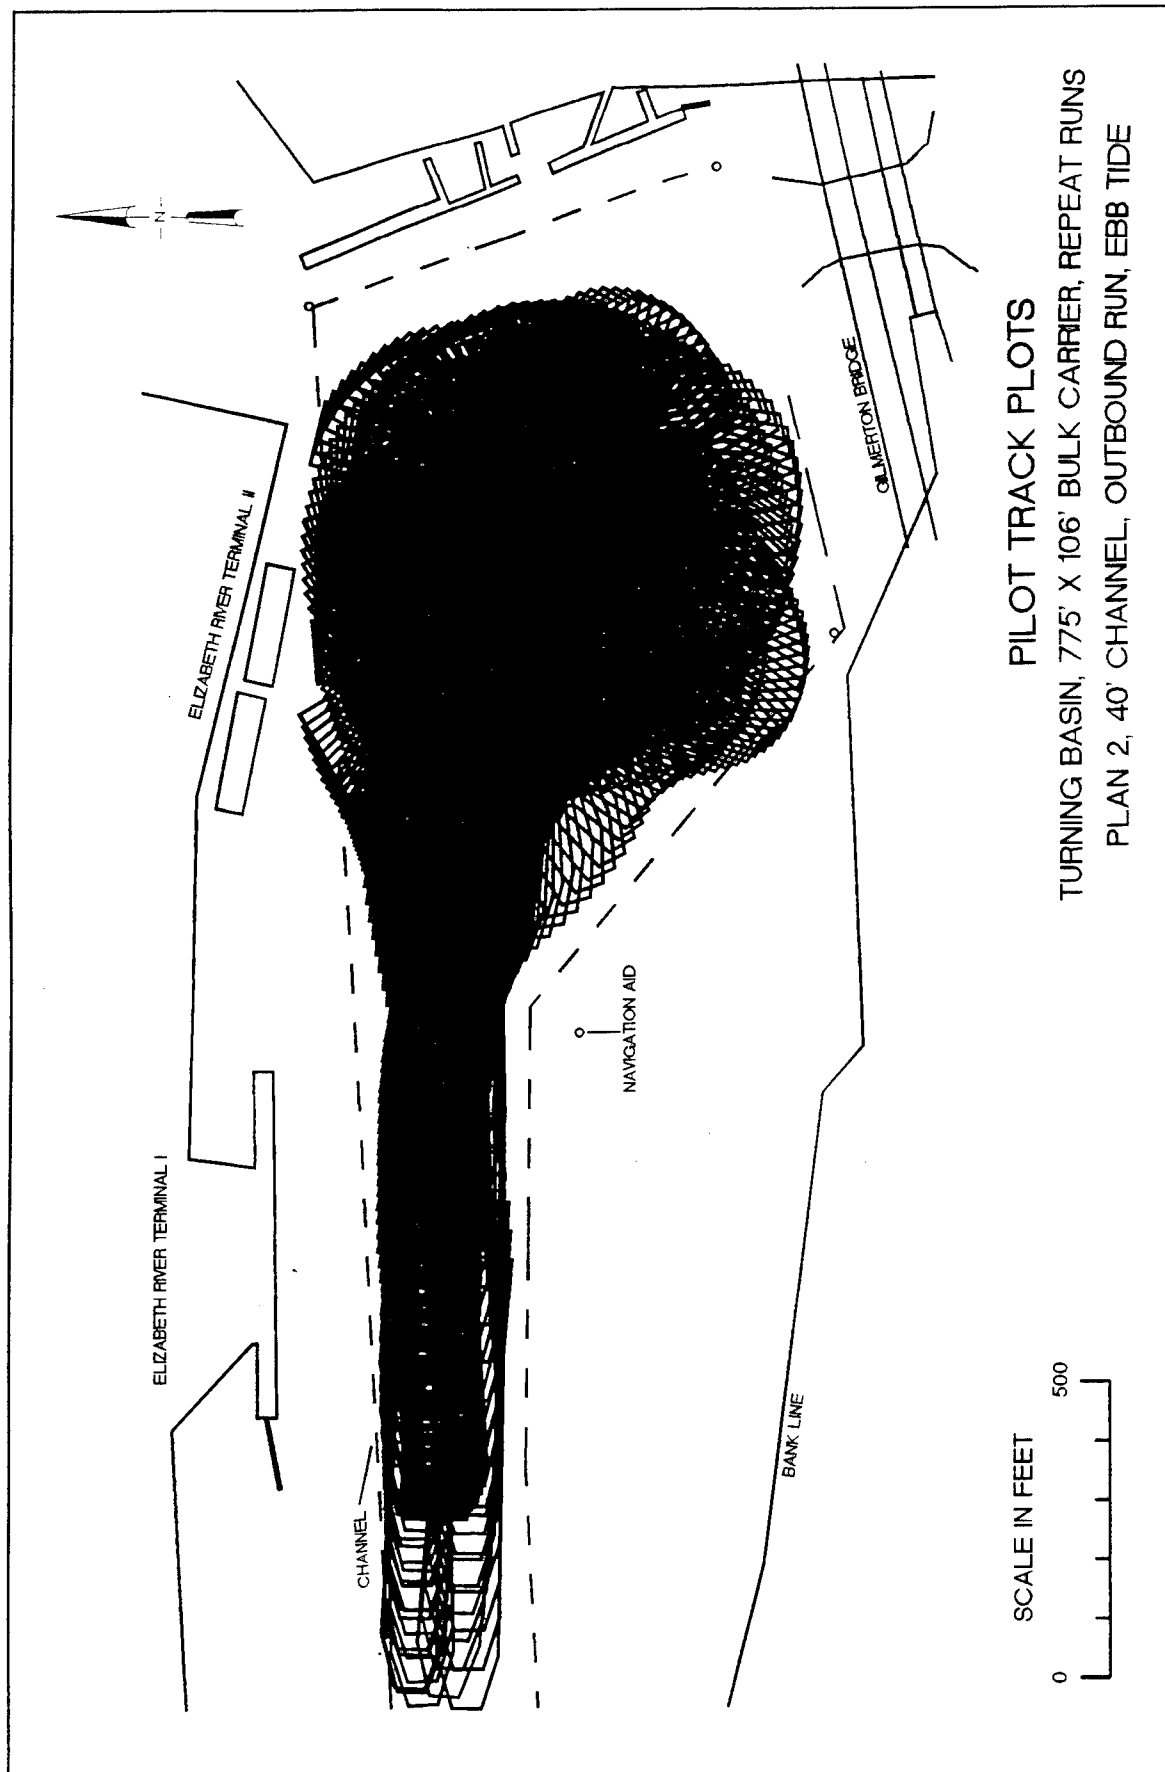 PILOT TRACK PLOTS
TURNING BASIN, 775' X 106' BULK CARRIER, REPEAT RUNS
PLAN 2, 40' CHANNEL, OUTBOUND RUN, EBB TIDE
ELIZABETH RIVER TERMINAL I
ELIZABETH RIVER TERMINAL II
N
CHANNEL
NAVIGATION AID
GILMERTON BRIDGE
BANK LINE
SCALE IN FEET
0 500